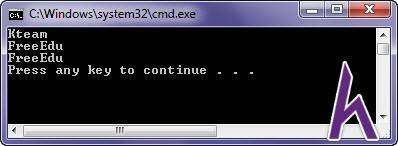 C:\Windows\system32\cmd.exe
Kteam
FreeEdu
FreeEdu
Press any key to continue . . .